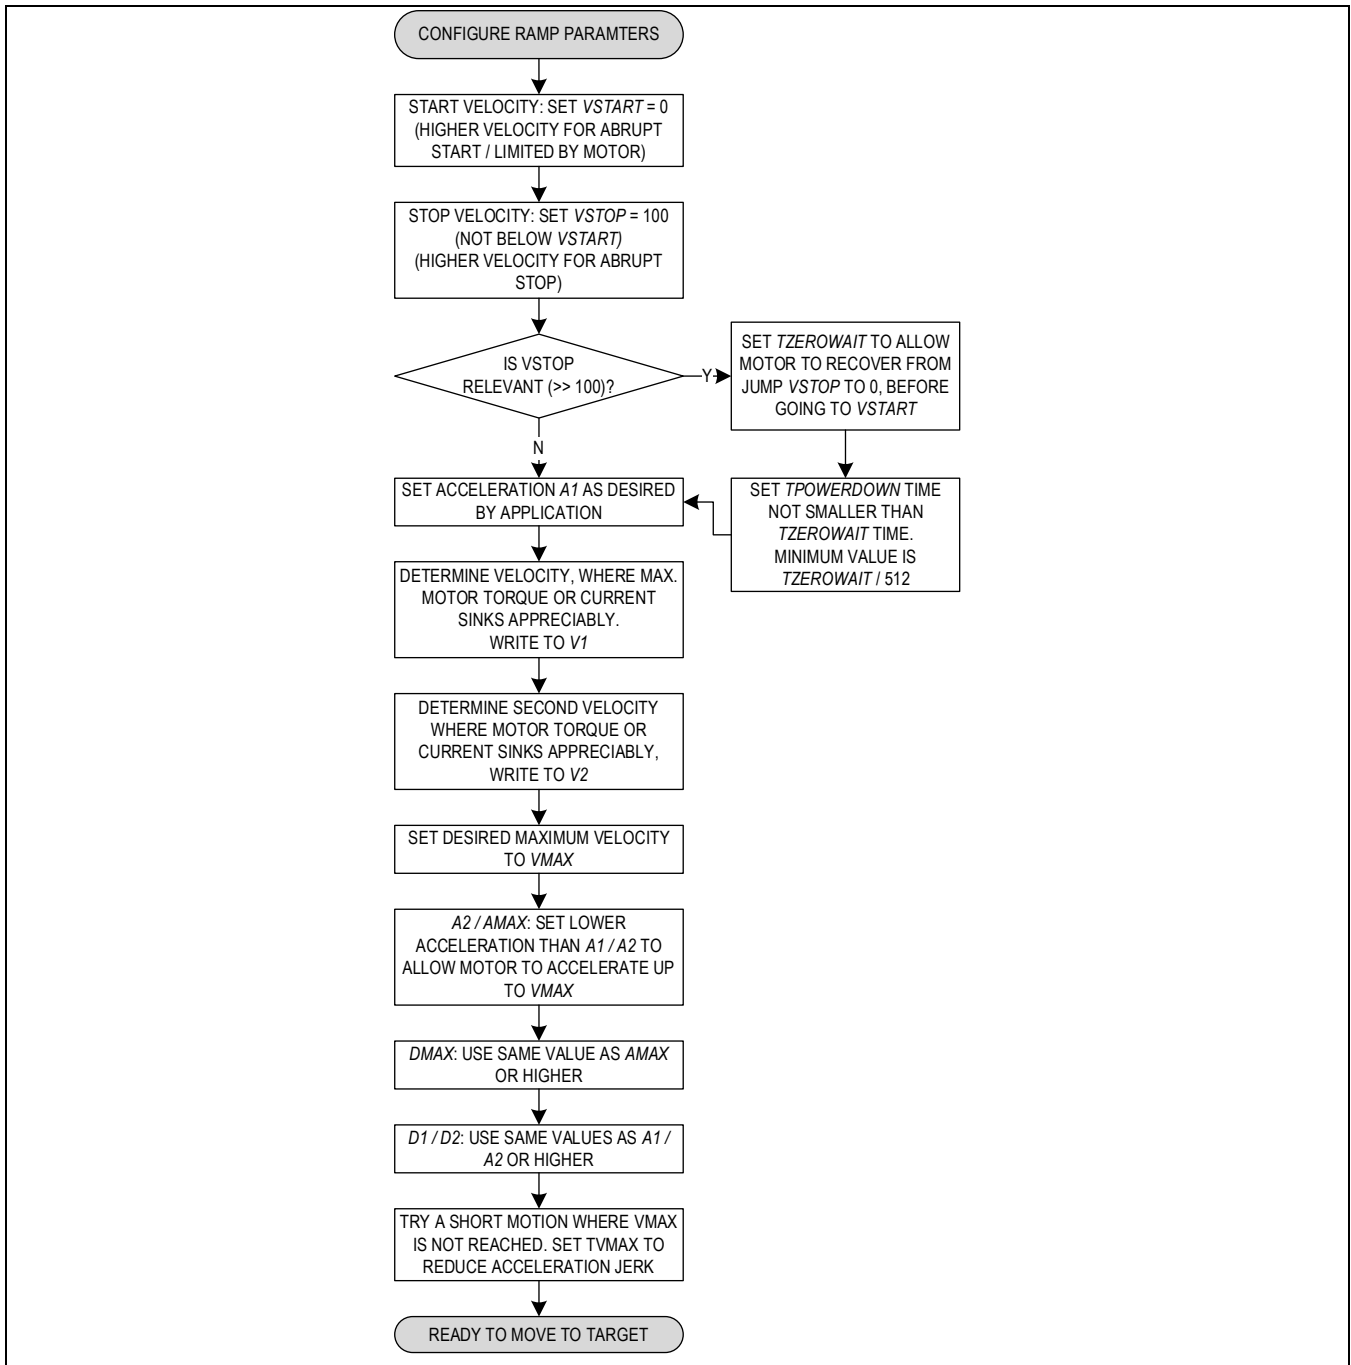 CONFIGURE RAMP PARAMTERS
START VELOCITY: SET VSTART = 0
(HIGHER VELOCITY FOR ABRUPT
START / LIMITED BY MOTOR)
STOP VELOCITY: SET VSTOP = 100
(NOT BELOW VSTART)
(HIGHER VELOCITY FOR ABRUPT
STOP)
IS VSTOP
RELEVANT (>> 100)?
Y
SET TZEROWAIT TO ALLOW
MOTOR TO RECOVER FROM
JUMP VSTOP TO 0, BEFORE
GOING TO VSTART
N
SET TPOWERDOWN TIME
NOT SMALLER THAN
TZEROWAIT TIME.
MINIMUM VALUE IS
TZEROWAIT / 512
SET ACCELERATION A1 AS DESIRED
BY APPLICATION
DETERMINE VELOCITY, WHERE MAX.
MOTOR TORQUE OR CURRENT
SINKS APPRECIABLY.
WRITE TO V1
DETERMINE SECOND VELOCITY
WHERE MOTOR TORQUE OR
CURRENT SINKS APPRECIABLY,
WRITE TO V2
SET DESIRED MAXIMUM VELOCITY
TO VMAX
A2 / AMAX: SET LOWER
ACCELERATION THAN A1 / A2 TO
ALLOW MOTOR TO ACCELERATE UP
TO VMAX
DMAX: USE SAME VALUE AS AMAX
OR HIGHER
D1 / D2: USE SAME VALUES AS A1 /
A2 OR HIGHER
TRY A SHORT MOTION WHERE VMAX
IS NOT REACHED. SET TVMAX TO
REDUCE ACCELERATION JERK
READY TO MOVE TO TARGET